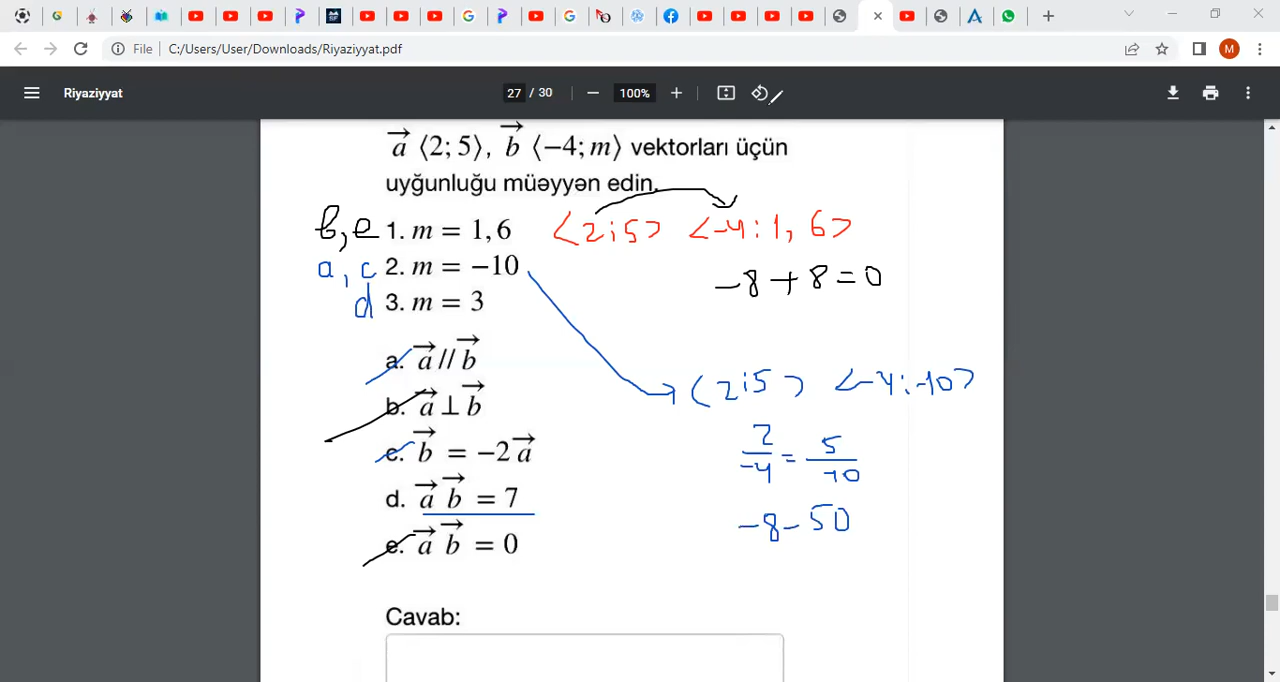 File C:/Users/User/Downloads/Riyaziyyat.pdf M
Riyaziyyat 27 / 30 100%
a ⟨2; 5⟩, b ⟨−4; m⟩ vektorları üçün
uyğunluğu müəyyən edin.
b, e 1. m = 1, 6 <2;5> <-4:1, 6>
a, c 2. m = −10 -8+8=0
d 3. m = 3
a. a // b
(2;5) <-4:-10>
b. a ⊥ b
c. b = −2 a 2/-4 = 5/-10
d. a b = 7 -8-50
e. a b = 0
Cavab: